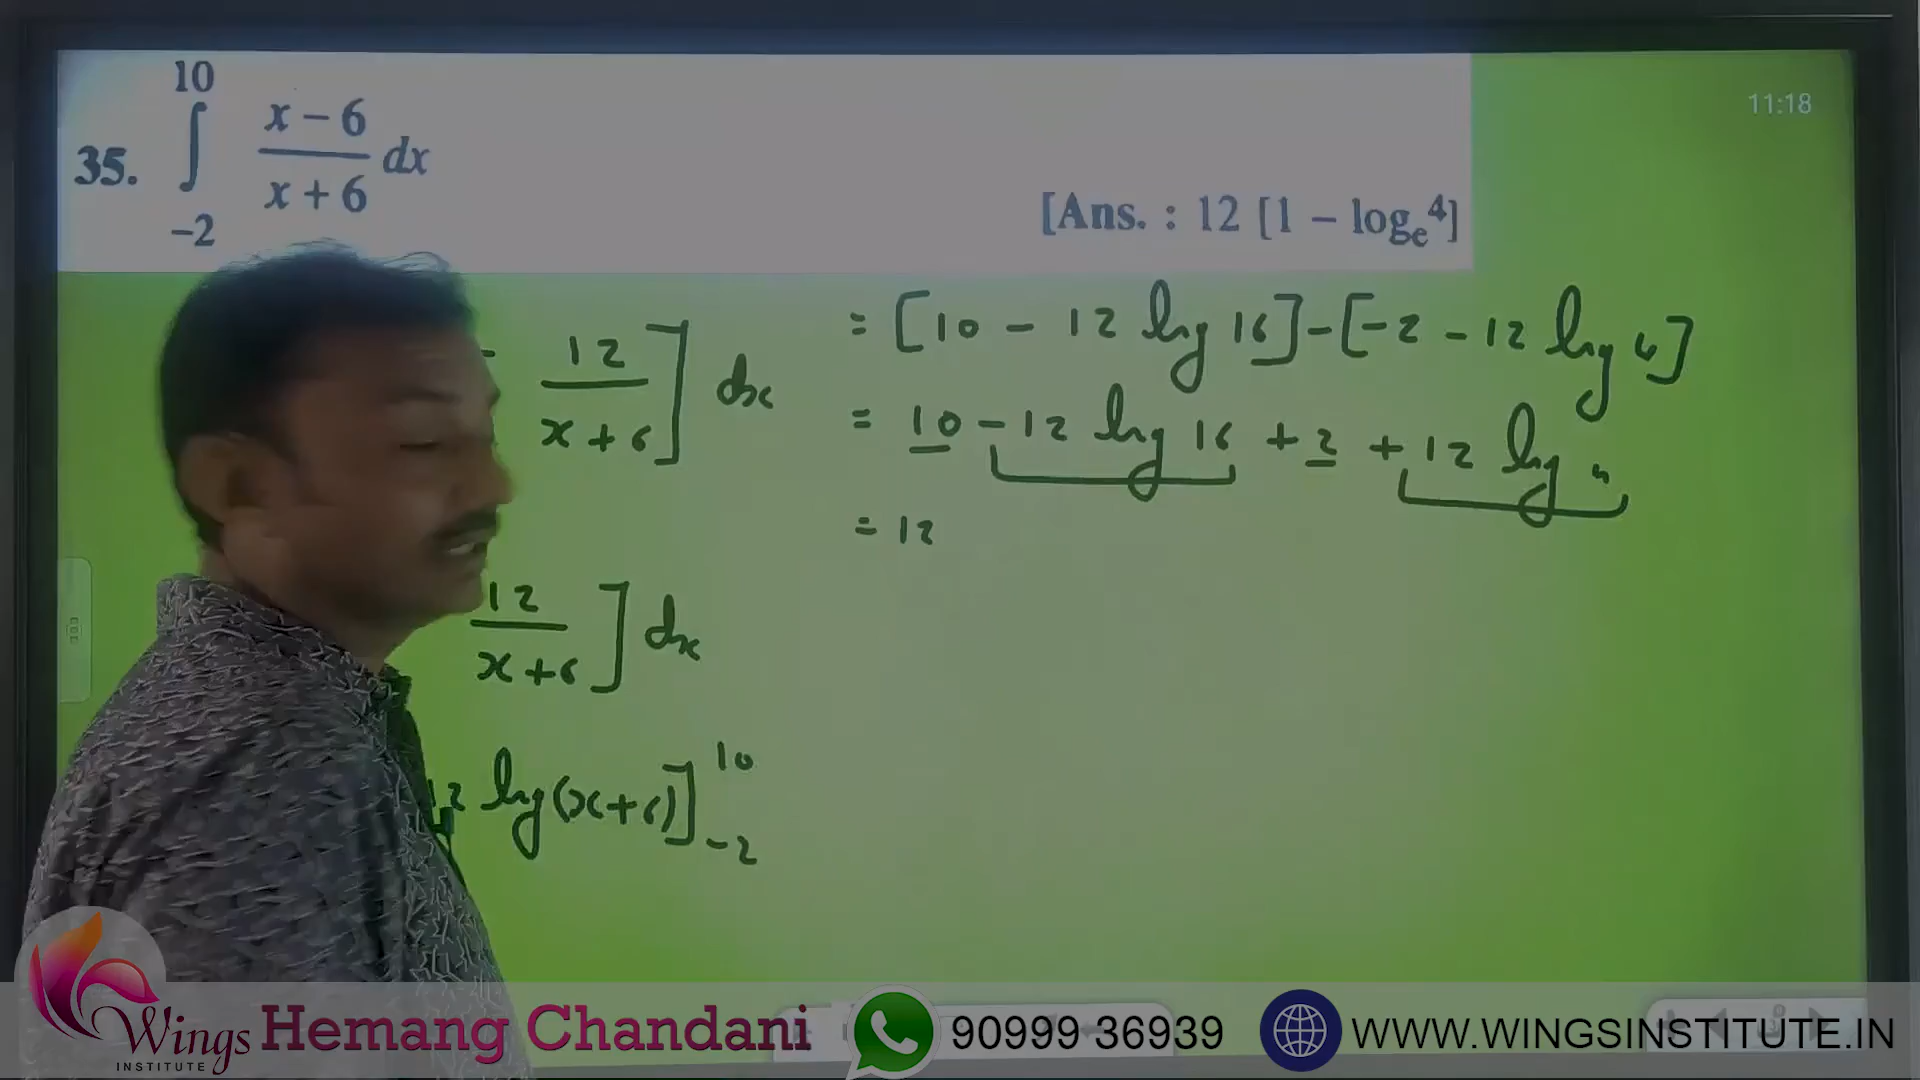 35. ∫ from -2 to 10 (x – 6)/(x + 6) dx
11:18
[Ans. : 12 [1 – logₑ⁴]
- 12/(x+6)] dx
12/(x+6)] dx
12 log(x+6)] 10 -2
= [10 - 12 log 16] - [-2 - 12 log 4]
= 10 - 12 log 16 + 2 + 12 log 4
= 12
Wings
INSTITUTE
Hemang Chandani
90999 36939
WWW.WINGSINSTITUTE.IN